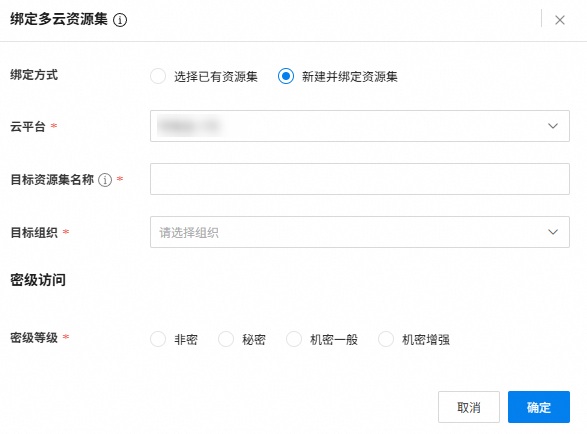 绑定多云资源集
绑定方式 选择已有资源集 新建并绑定资源集
云平台 *
目标资源集名称 *
目标组织 * 请选择组织
密级访问
密级等级 * 非密 秘密 机密一般 机密增强
取消 确定